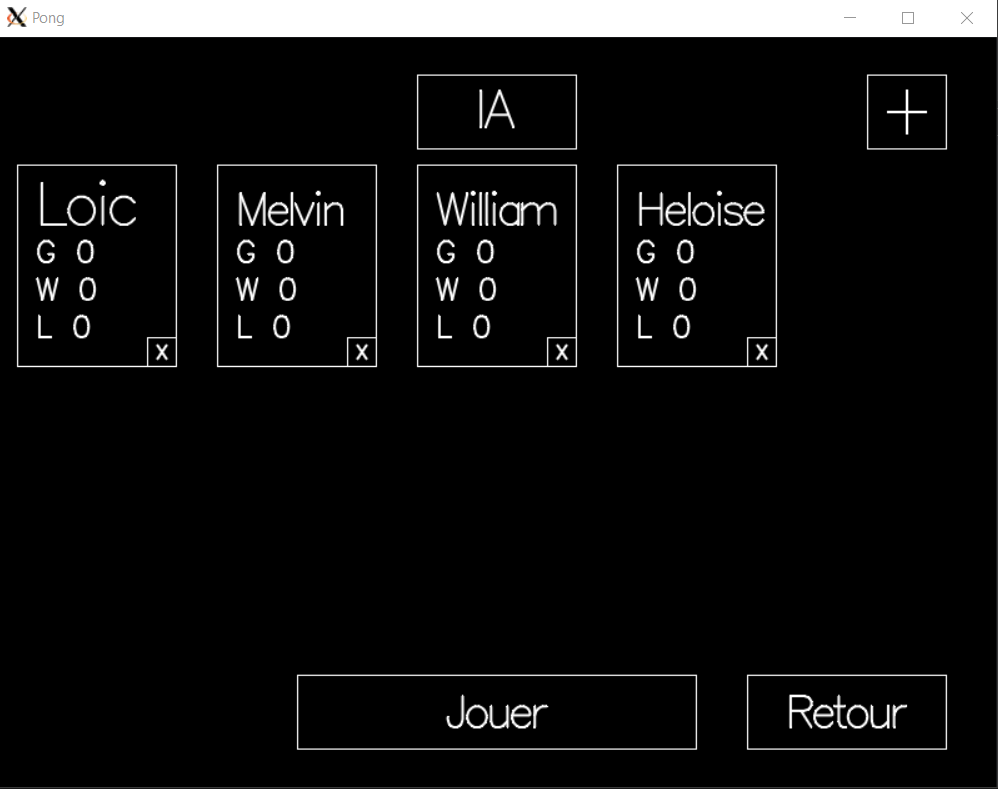 Pong
IA
+
Loic
G 0
W 0
L 0
X
Melvin
G 0
W 0
L 0
X
William
G 0
W 0
L 0
X
Heloise
G 0
W 0
L 0
X
Jouer
Retour